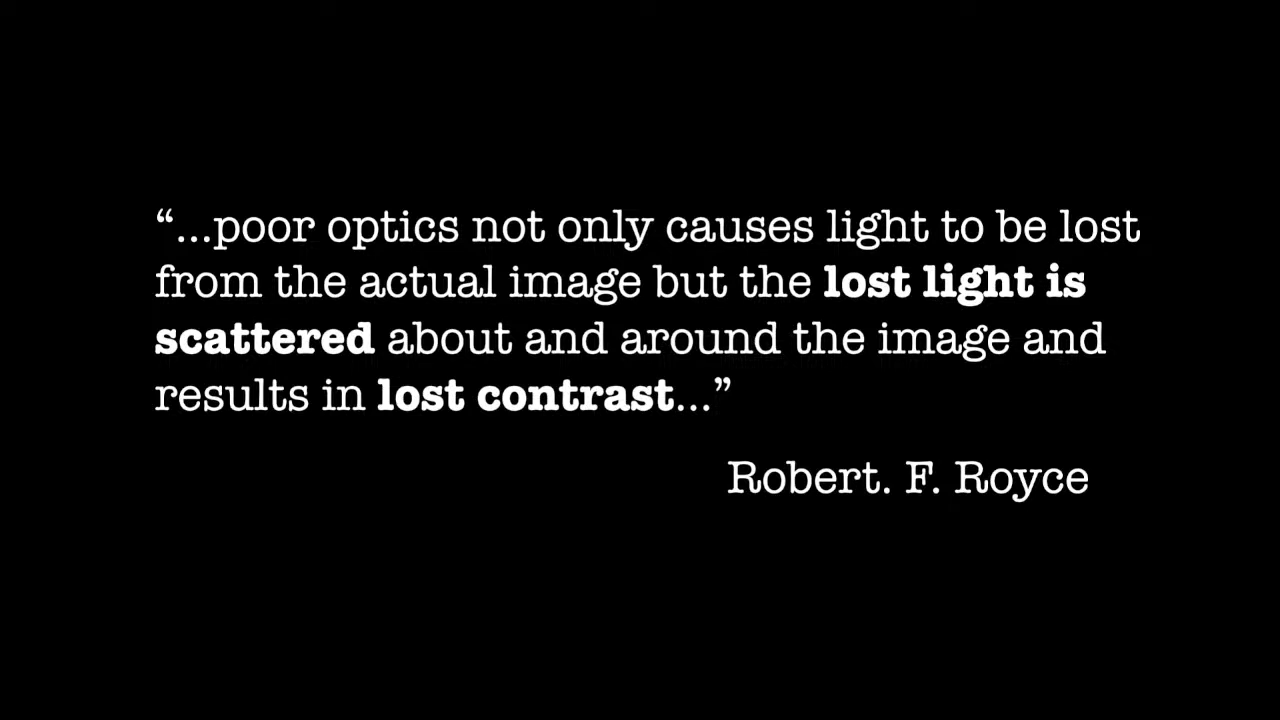 “...poor optics not only causes light to be lost
from the actual image but the lost light is
scattered about and around the image and
results in lost contrast...”
Robert. F. Royce